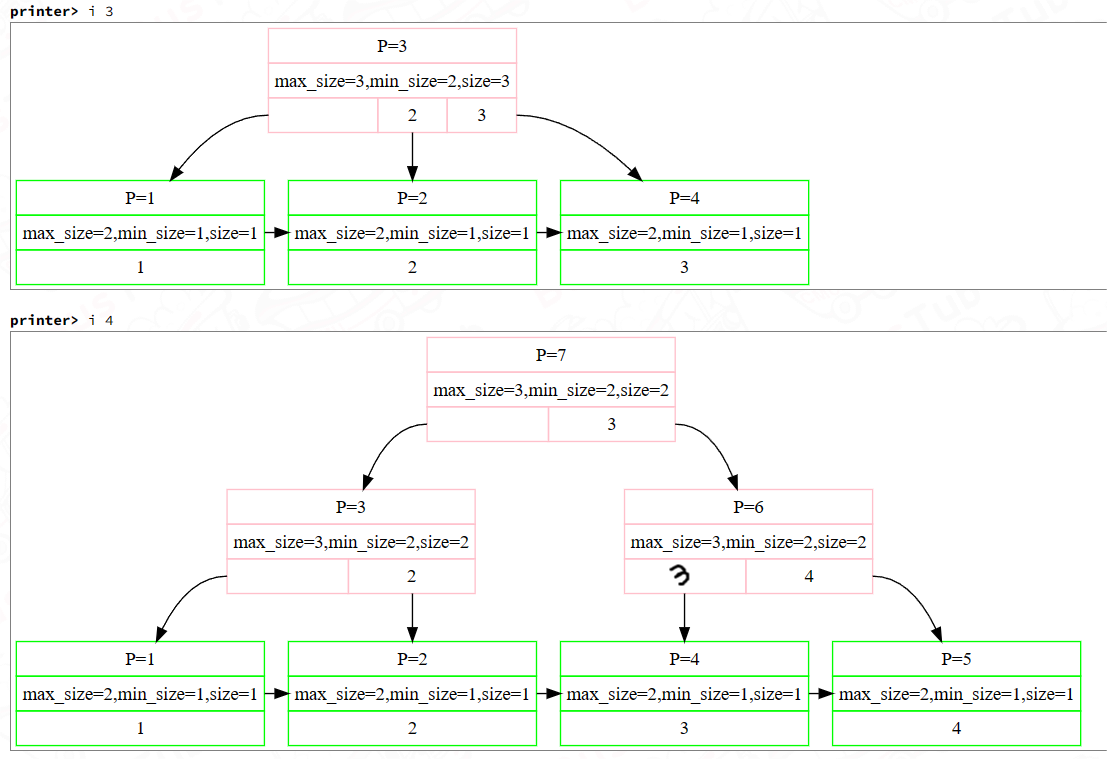 printer> i 3
P=3
max_size=3,min_size=2,size=3
2 3
P=1 P=2 P=4
max_size=2,min_size=1,size=1 max_size=2,min_size=1,size=1 max_size=2,min_size=1,size=1
1 2 3
printer> i 4
P=7
max_size=3,min_size=2,size=2
3
P=3 P=6
max_size=3,min_size=2,size=2 max_size=3,min_size=2,size=2
2 3 4
P=1 P=2 P=4 P=5
max_size=2,min_size=1,size=1 max_size=2,min_size=1,size=1 max_size=2,min_size=1,size=1 max_size=2,min_size=1,size=1
1 2 3 4